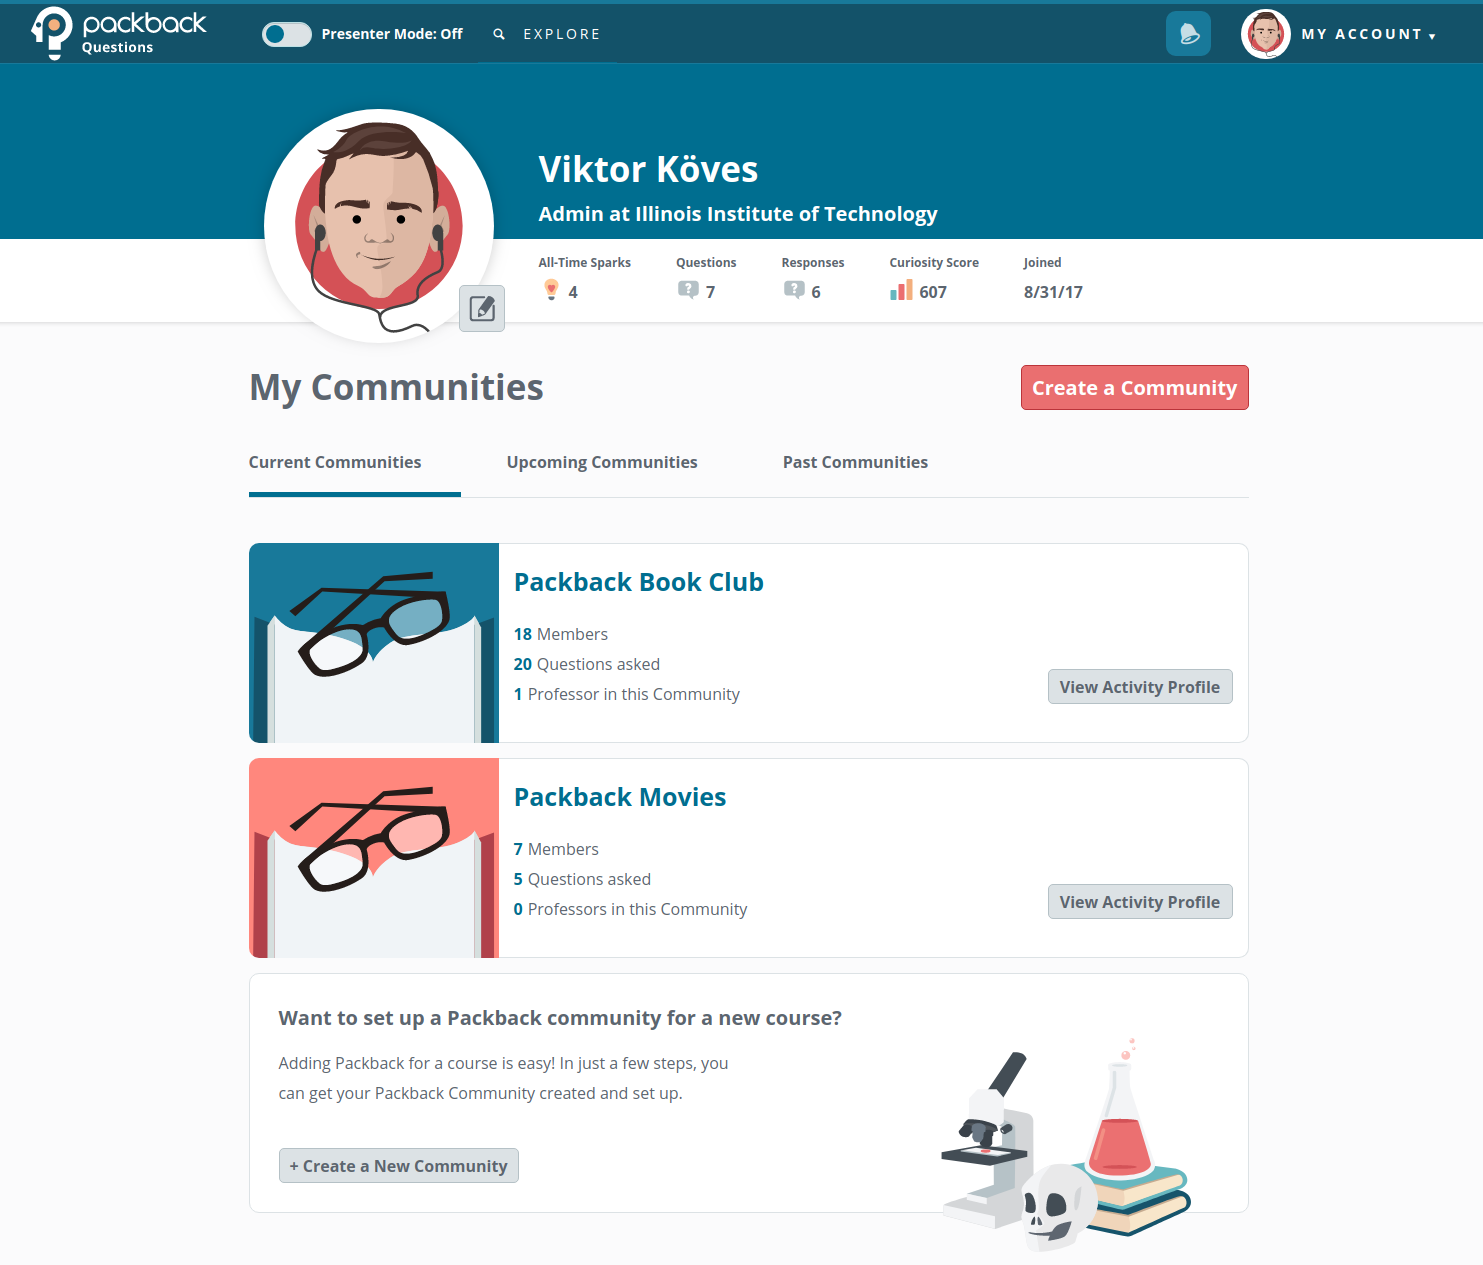 packback
Questions
Presenter Mode: Off
EXPLORE
MY ACCOUNT
Viktor Köves
Admin at Illinois Institute of Technology
All-Time Sparks Questions Responses Curiosity Score Joined
4 7 6 607 8/31/17
My Communities
Create a Community
Current Communities Upcoming Communities Past Communities
Packback Book Club
18 Members
20 Questions asked
1 Professor in this Community
View Activity Profile
Packback Movies
7 Members
5 Questions asked
0 Professors in this Community
View Activity Profile
Want to set up a Packback community for a new course?
Adding Packback for a course is easy! In just a few steps, you
can get your Packback Community created and set up.
+ Create a New Community